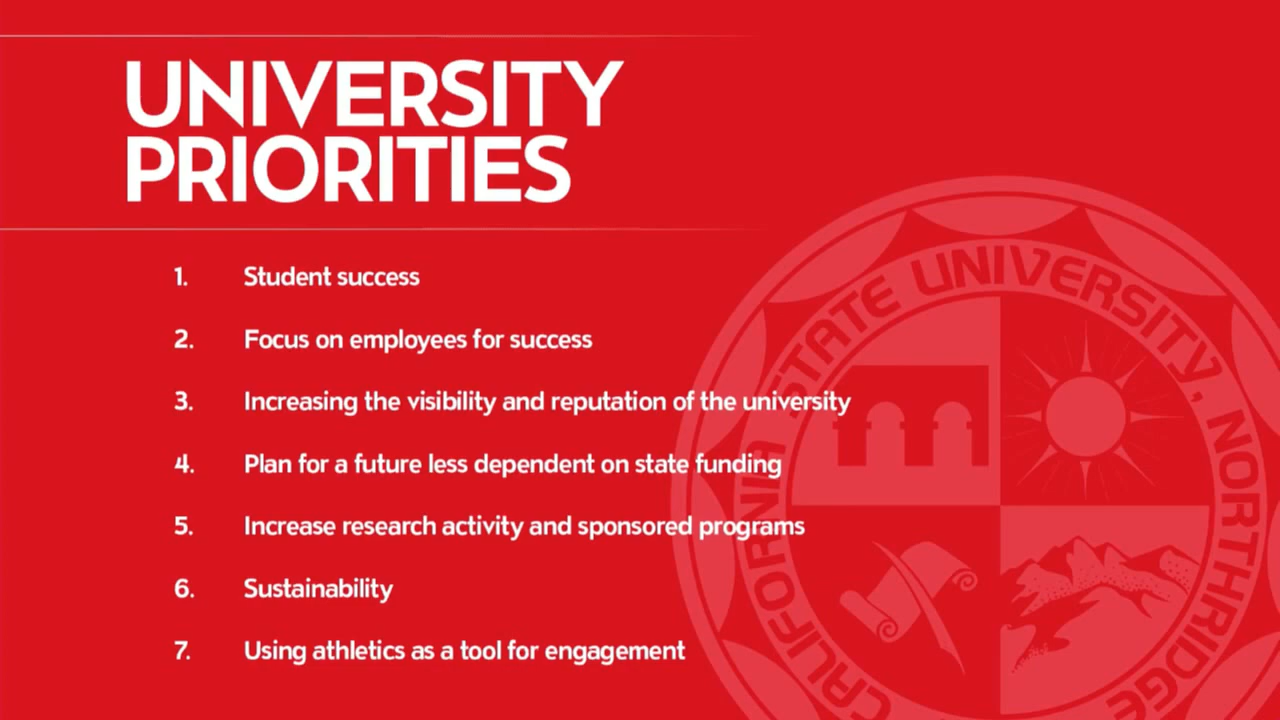 UNIVERSITY
PRIORITIES
1. Student success
2. Focus on employees for success
3. Increasing the visibility and reputation of the university
4. Plan for a future less dependent on state funding
5. Increase research activity and sponsored programs
6. Sustainability
7. Using athletics as a tool for engagement
CALIFORNIA STATE UNIVERSITY, NORTHRIDGE